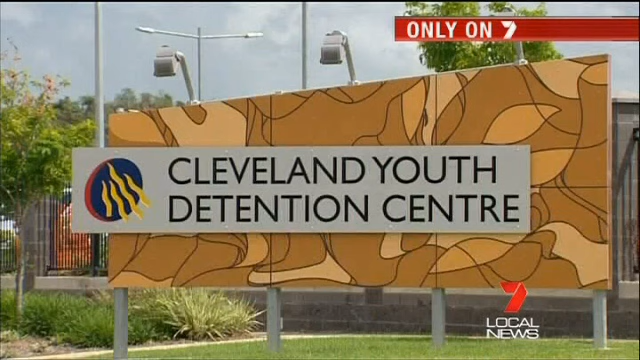 ONLY ON 7
CLEVELAND YOUTH
DETENTION CENTRE
7
LOCAL
NEWS